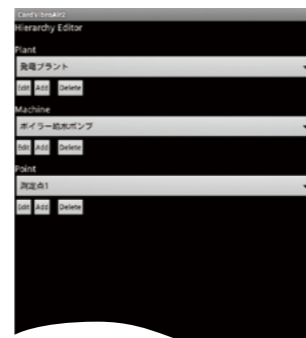 CardVibroAir2
Hierarchy Editor
Plant
発電プラント
Edit Add Delete
Machine
ボイラー給水ポンプ
Edit Add Delete
Point
測定点1
Edit Add Delete